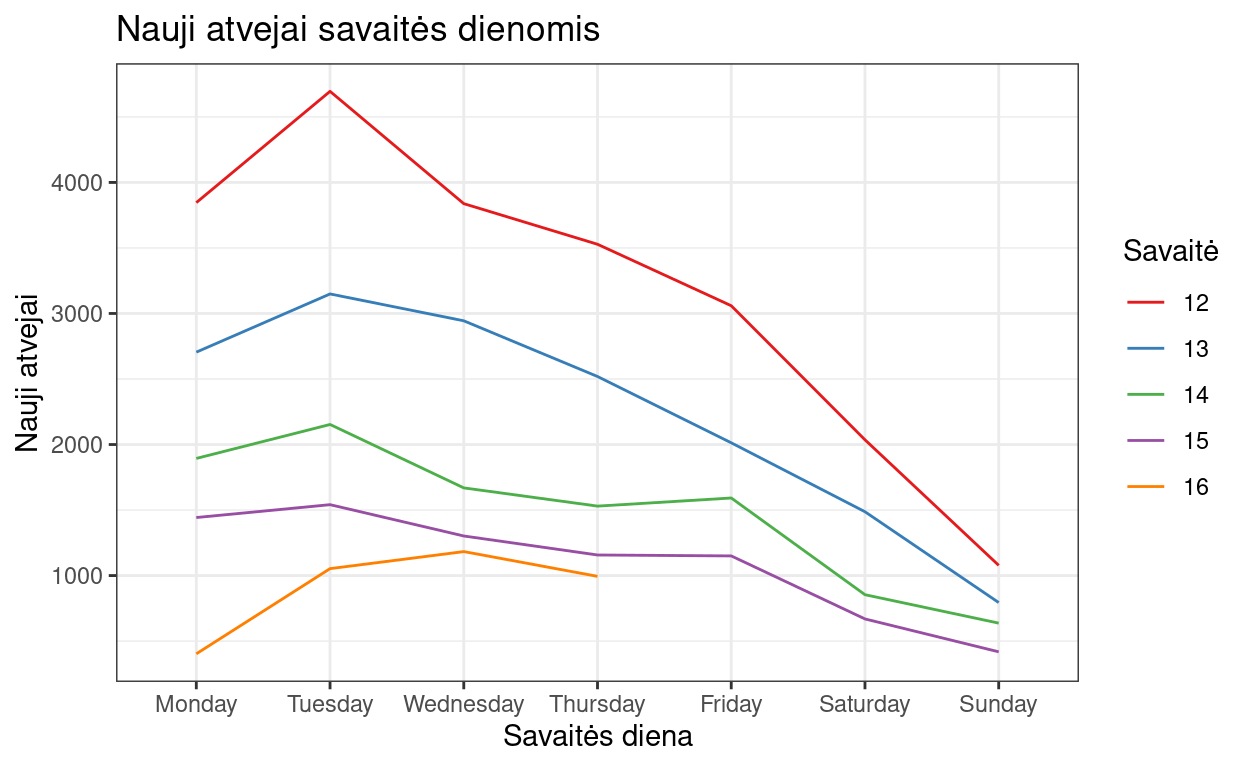 Nauji atvejai savaitės dienomis
Nauji atvejai
4000
3000
2000
1000
Monday Tuesday Wednesday Thursday Friday Saturday Sunday
Savaitės diena
Savaitė
12
13
14
15
16